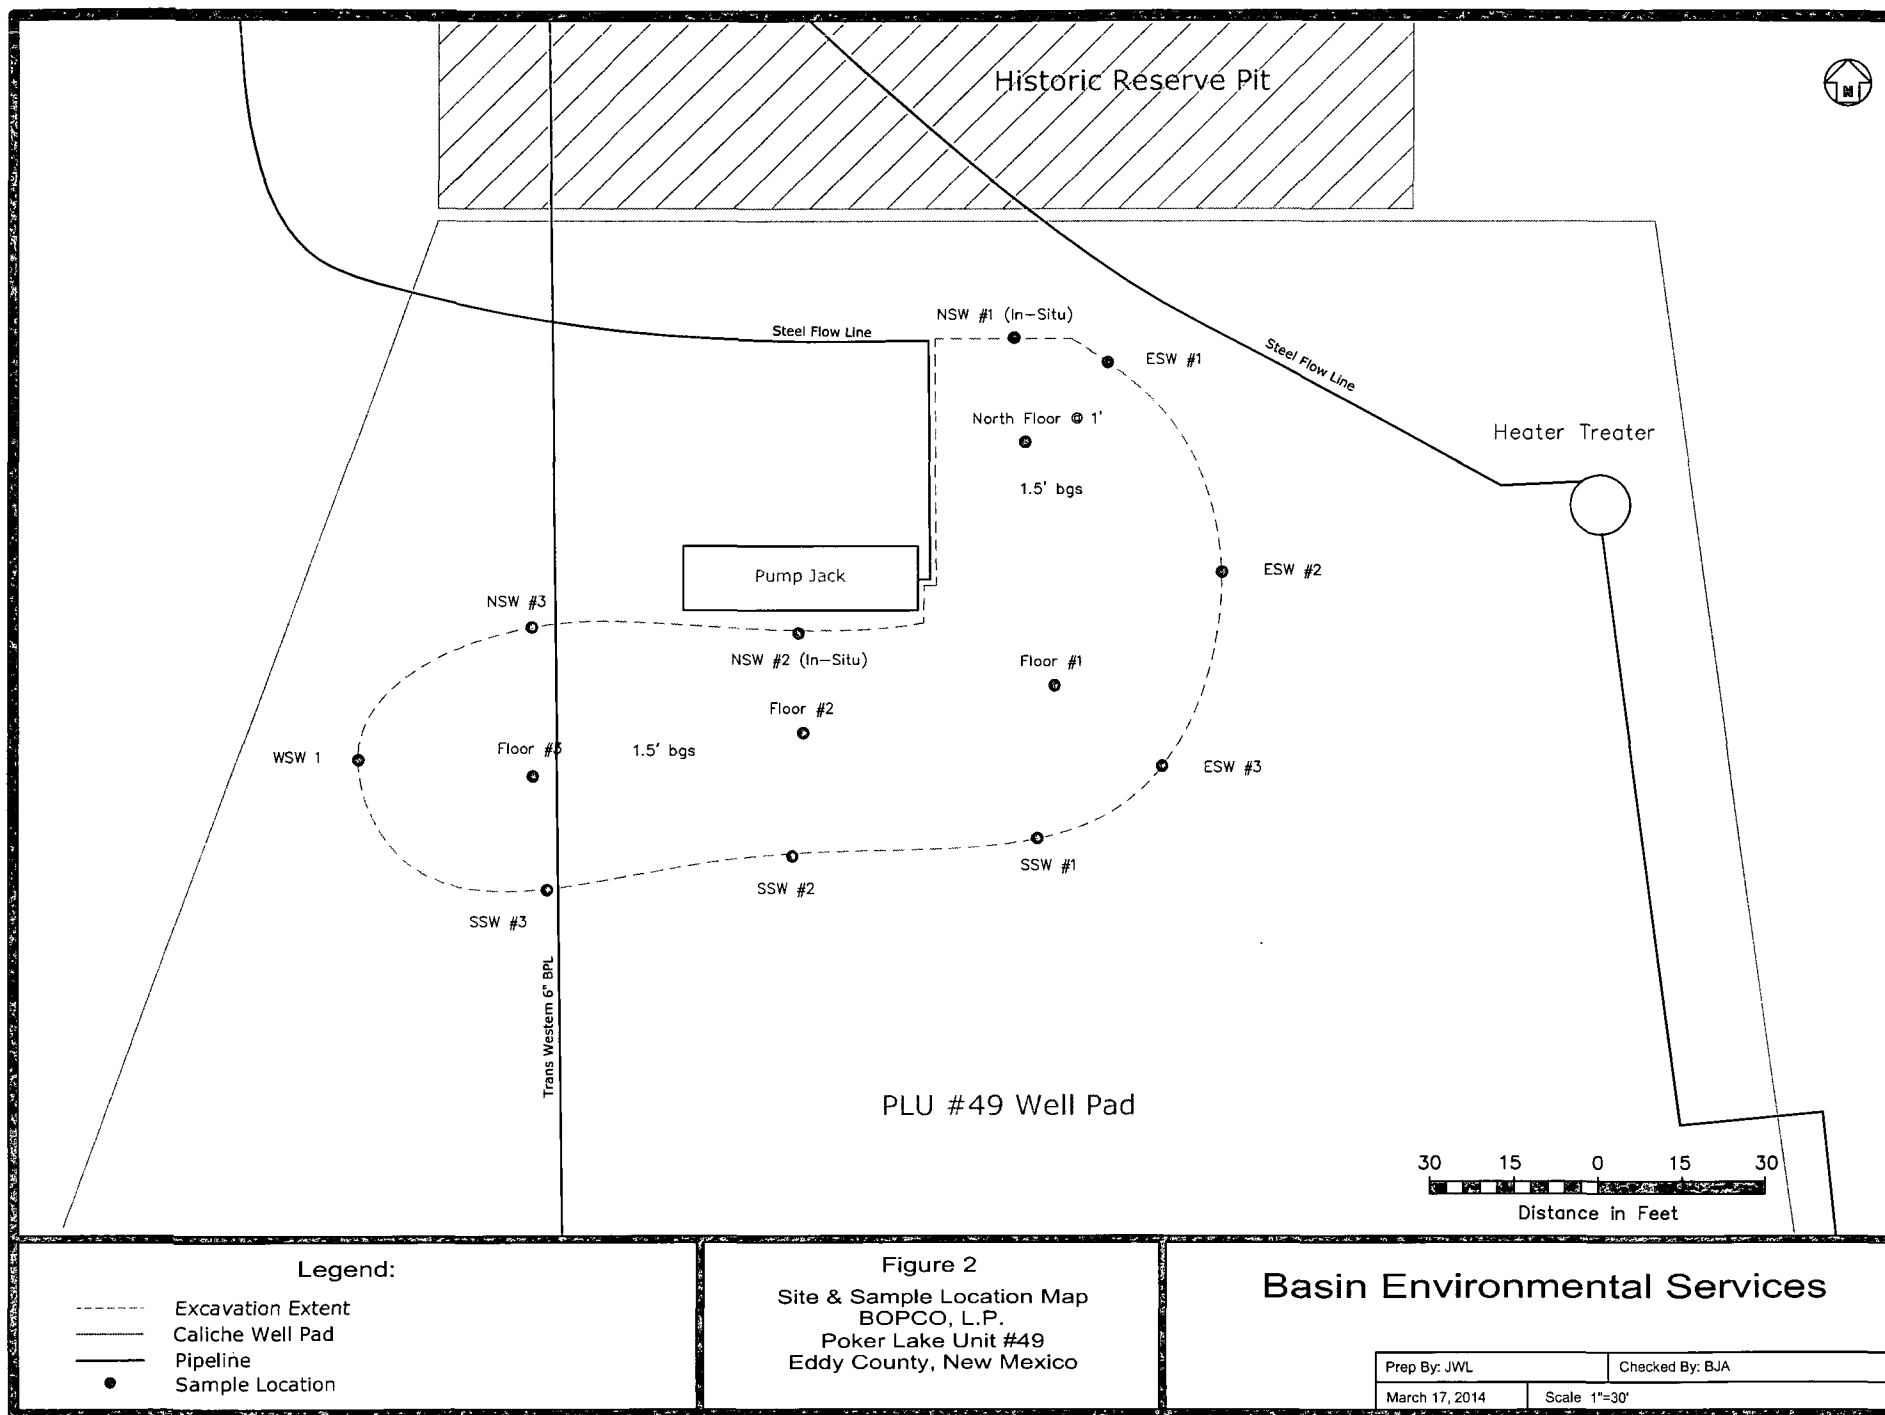 Historic Reserve Pit
N
NSW #1 (In-Situ)
Steel Flow Line
ESW #1
Steel Flow Line
North Floor @ 1'
Heater Treater
1.5' bgs
Pump Jack
ESW #2
NSW #3
NSW #2 (In-Situ)
Floor #1
Floor #2
WSW 1
Floor #3
1.5' bgs
ESW #3
SSW #1
SSW #2
SSW #3
Trans Western 6" BPL
PLU #49 Well Pad
30 15 0 15 30
Distance in Feet
Legend:
Excavation Extent
Caliche Well Pad
Pipeline
Sample Location
Figure 2
Site & Sample Location Map
BOPCO, L.P.
Poker Lake Unit #49
Eddy County, New Mexico
Basin Environmental Services
Prep By: JWL
Checked By: BJA
March 17, 2014
Scale 1"=30'